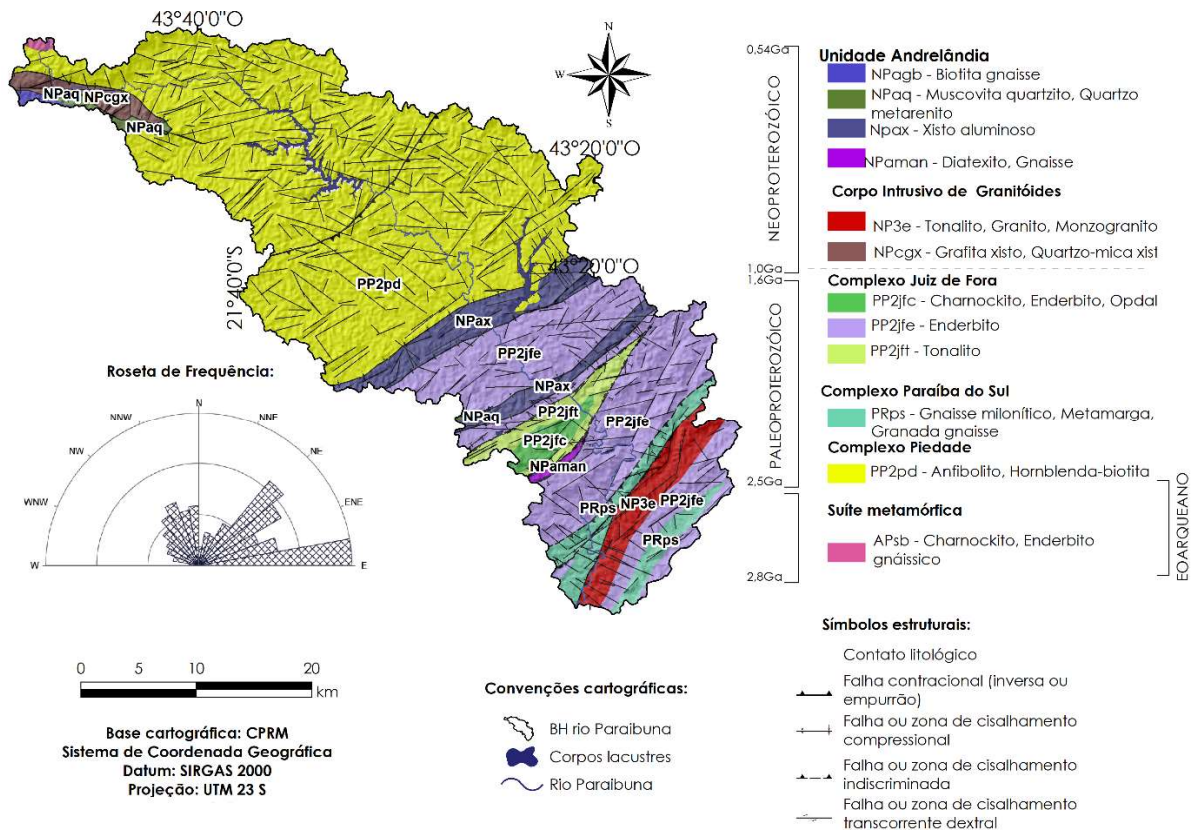 43°40'0"O
43°20'0"O
43°20'0"O
21°40'0"S
N
W
E
S
NPaq
NPcgx
NPaq
PP2pd
NPax
PP2jfe
NPax
NPaq
PP2jft
PP2jfe
PP2jfc
NPaman
PRps
NP3e
PP2jfe
PRps
Roseta de Frequência:
N
NNW
NNE
NW
NE
WNW
ENE
W
E
0 5 10 20
km
Base cartográfica: CPRM
Sistema de Coordenada Geográfica
Datum: SIRGAS 2000
Projeção: UTM 23 S
Convenções cartográficas:
BH rio Paraibuna
Corpos lacustres
Rio Paraibuna
0.54Ga
NEOPROTEROZÓICO
1.0Ga
1.6Ga
PALEOPROTEROZÓICO
2.5Ga
2.8Ga
EOARQUEANO
Unidade Andrelândia
NPagb - Biotita gnaisse
NPaq - Muscovita quartzito, Quartzo
metarenito
Npax - Xisto aluminoso
NPaman - Diatexito, Gnaisse
Corpo Intrusivo de Granitóides
NP3e - Tonalito, Granito, Monzogranito
NPcgx - Grafita xisto, Quartzo-mica xist
Complexo Juiz de Fora
PP2jfc - Charnockito, Enderbito, Opdal
PP2jfe - Enderbito
PP2jft - Tonalito
Complexo Paraíba do Sul
PRps - Gnaisse milonítico, Metamarga,
Granada gnaisse
Complexo Piedade
PP2pd - Anfibolito, Hornblenda-biotita
Suíte metamórfica
APsb - Charnockito, Enderbito
gnáissico
Símbolos estruturais:
Contato litológico
Falha contracional (inversa ou
empurrão)
Falha ou zona de cisalhamento
compressional
Falha ou zona de cisalhamento
indiscriminada
Falha ou zona de cisalhamento
transcorrente dextral